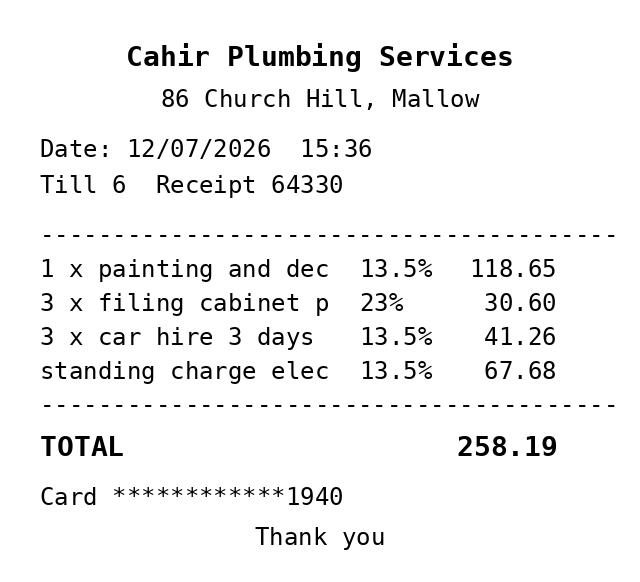 Cahir Plumbing Services
86 Church Hill, Mallow
Date: 12/07/2026  15:36
Till 6  Receipt 64330
----------------------------------------
1 x painting and dec  13.5%  118.65
3 x filing cabinet p  23%  30.60
3 x car hire 3 days  13.5%  41.26
standing charge elec  13.5%  67.68
----------------------------------------
TOTAL  258.19
Card ************1940
Thank you